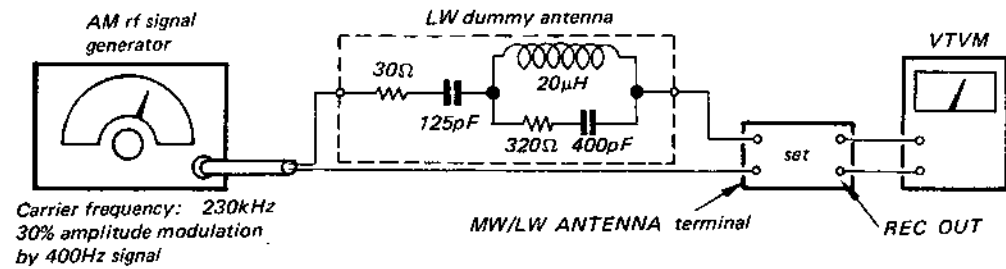 AM rf signal
generator
LW dummy antenna
VTVM
30Ω
125pF
20μH
320Ω
400pF
set
Carrier frequency: 230kHz
30% amplitude modulation
by 400Hz signal
MW/LW ANTENNA terminal
REC OUT